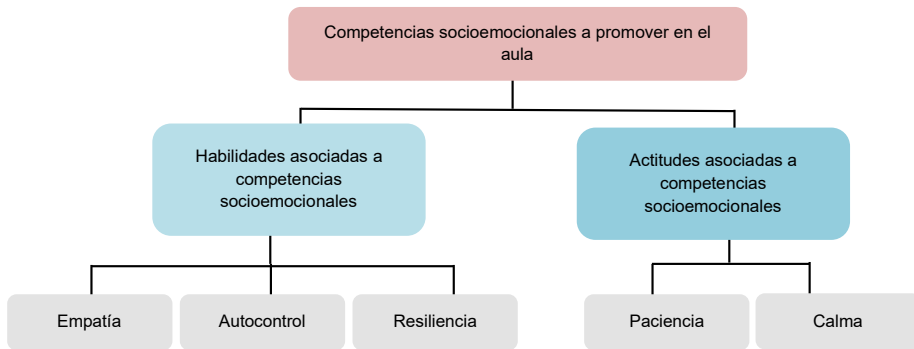 Competencias socioemocionales a promover en el
aula
Habilidades asociadas a
competencias
socioemocionales
Actitudes asociadas a
competencias
socioemocionales
Empatía
Autocontrol
Resiliencia
Paciencia
Calma